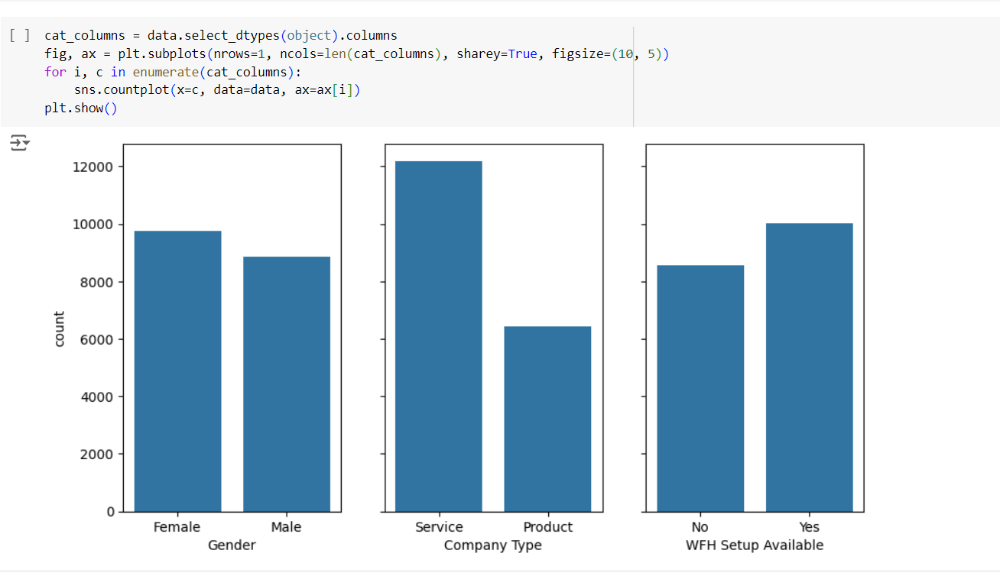 [ ] cat_columns = data.select_dtypes(object).columns
fig, ax = plt.subplots(nrows=1, ncols=len(cat_columns), sharey=True, figsize=(10, 5))
for i, c in enumerate(cat_columns):
    sns.countplot(x=c, data=data, ax=ax[i])
plt.show()
12000
10000
8000
6000
4000
2000
0
count
Female Male
Gender
Service Product
Company Type
No Yes
WFH Setup Available